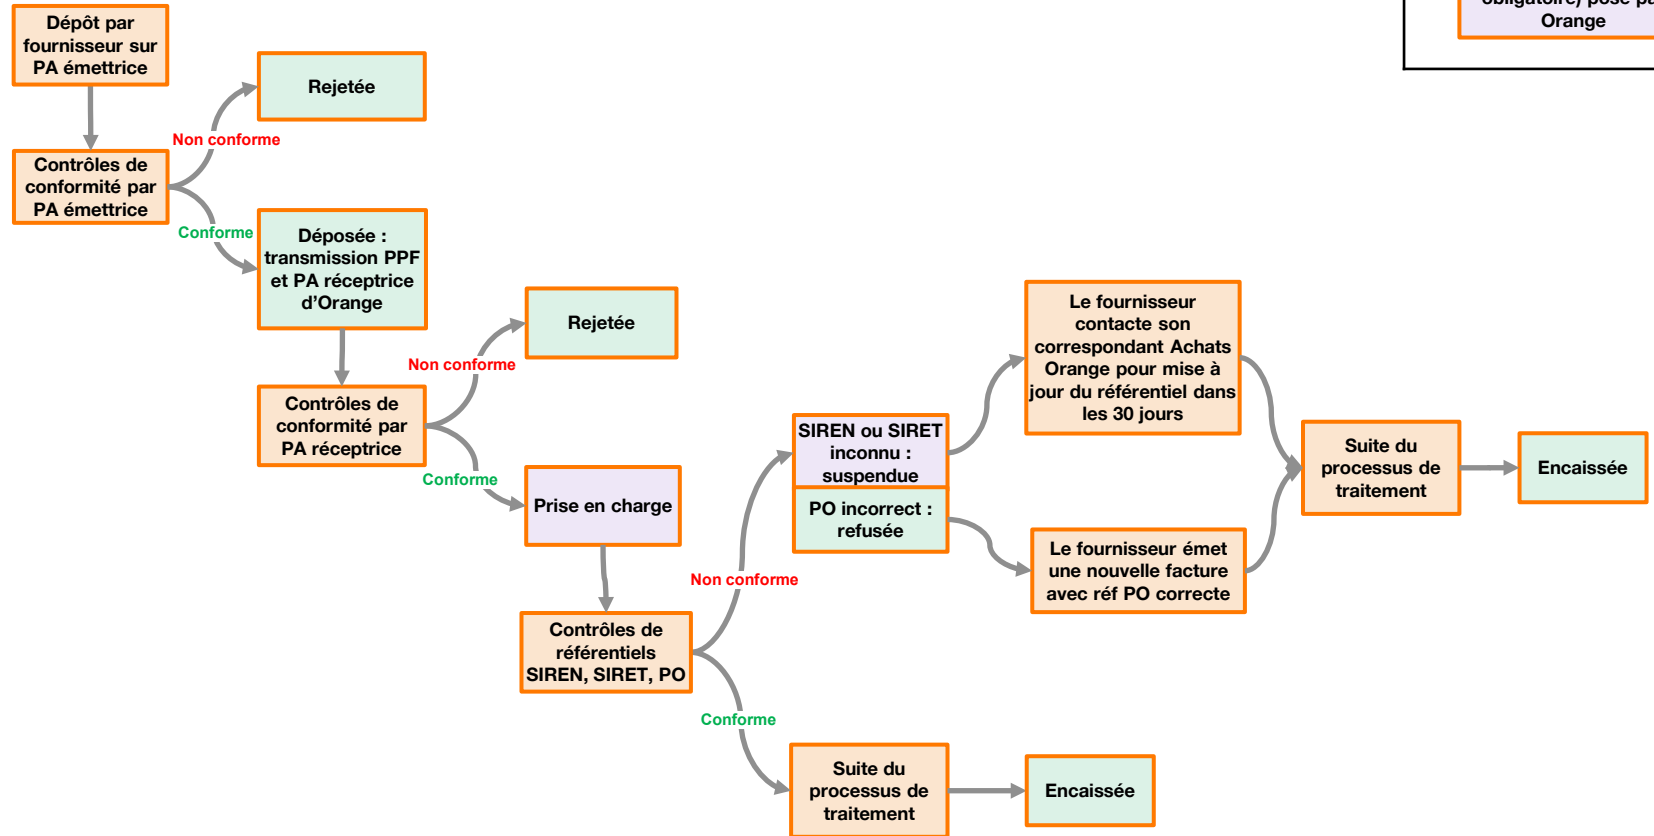 Dépôt par
fournisseur sur
PA émettrice
Orange
Rejetée
Non conforme
Contrôles de
conformité par
PA émettrice
Conforme
Déposée :
transmission PPF
et PA réceptrice
d'Orange
Rejetée
Non conforme
Contrôles de
conformité par
PA réceptrice
Conforme
Prise en charge
Contrôles de
référentiels
SIREN, SIRET, PO
Non conforme
SIREN ou SIRET
inconnu :
suspendue
PO incorrect :
refusée
Le fournisseur
contacte son
correspondant Achats
Orange pour mise à
jour du référentiel dans
les 30 jours
Le fournisseur émet
une nouvelle facture
avec réf PO correcte
Suite du
processus de
traitement
Encaissée
Conforme
Suite du
processus de
traitement
Encaissée